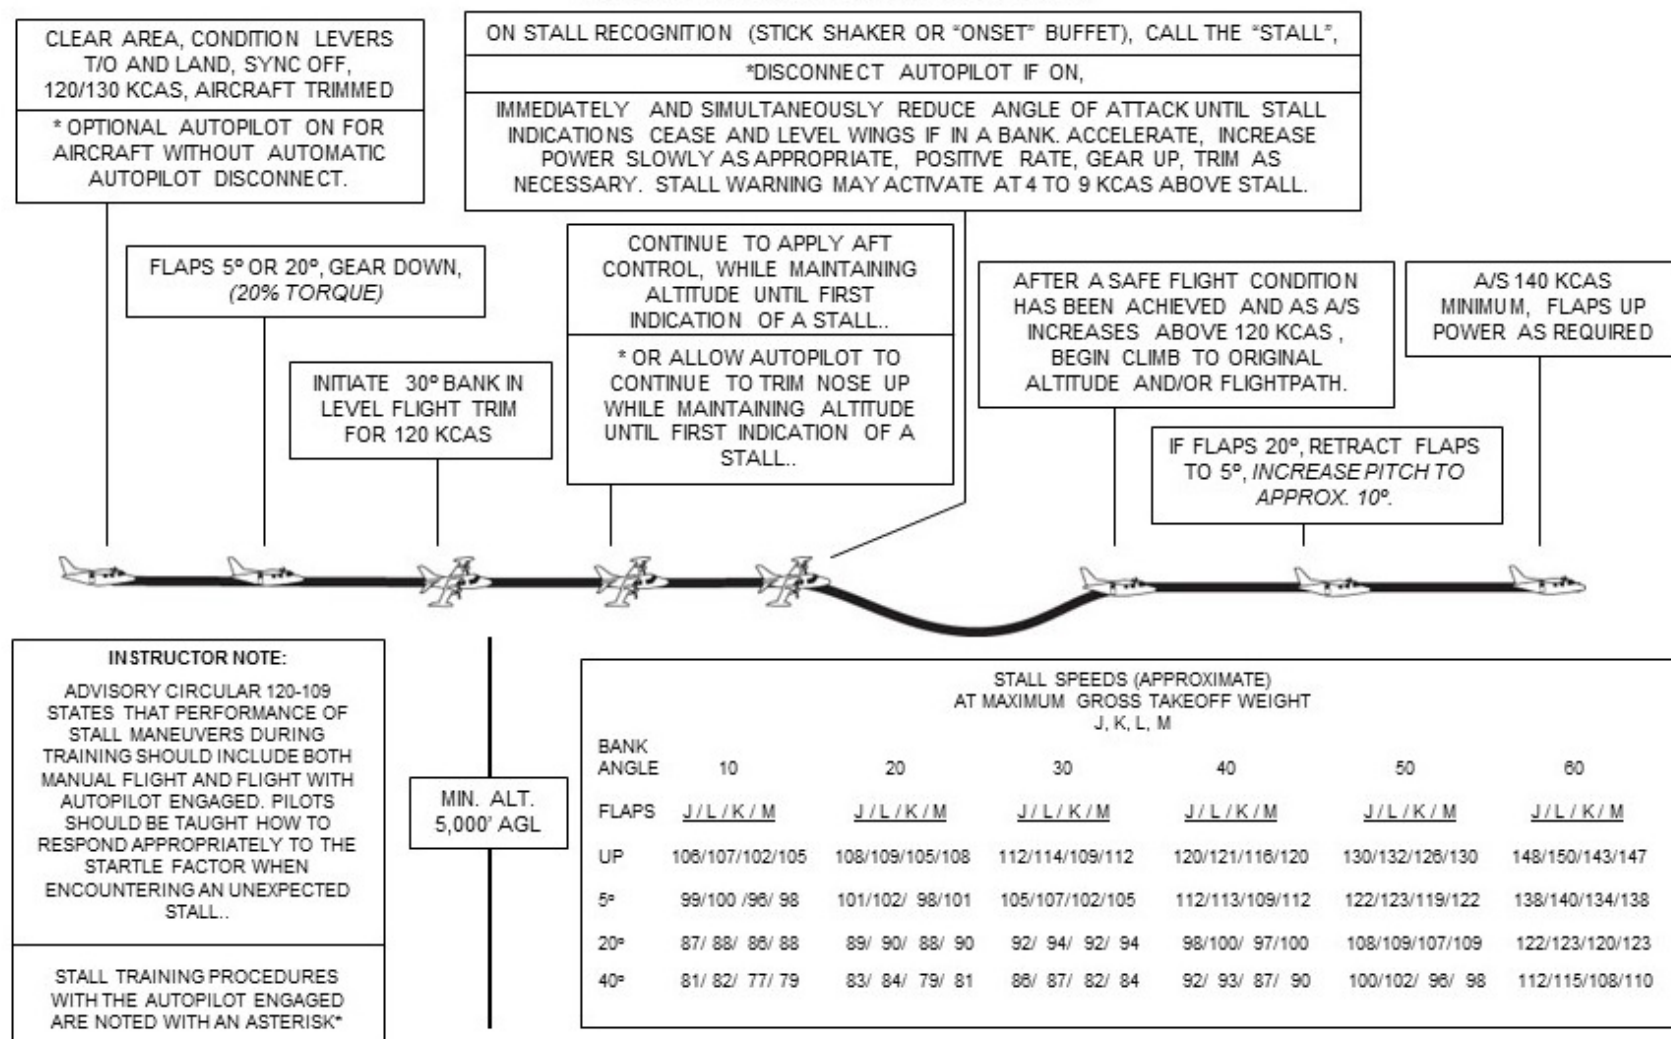 CLEAR AREA, CONDITION LEVERS
T/O AND LAND, SYNC OFF,
120/130 KCAS, AIRCRAFT TRIMMED
* OPTIONAL AUTOPILOT ON FOR
AIRCRAFT WITHOUT AUTOMATIC
AUTOPILOT DISCONNECT.
ON STALL RECOGNITION (STICK SHAKER OR "ONSET" BUFFET), CALL THE "STALL",
*DISCONNECT AUTOPILOT IF ON,
IMMEDIATELY AND SIMULTANEOUSLY REDUCE ANGLE OF ATTACK UNTIL STALL
INDICATIONS CEASE AND LEVEL WINGS IF IN A BANK. ACCELERATE, INCREASE
POWER SLOWLY AS APPROPRIATE, POSITIVE RATE, GEAR UP, TRIM AS
NECESSARY. STALL WARNING MAY ACTIVATE AT 4 TO 9 KCAS ABOVE STALL.
FLAPS 5º OR 20º, GEAR DOWN,
(20% TORQUE)
INITIATE 30º BANK IN
LEVEL FLIGHT TRIM
FOR 120 KCAS
CONTINUE TO APPLY AFT
CONTROL, WHILE MAINTAINING
ALTITUDE UNTIL FIRST
INDICATION OF A STALL..
* OR ALLOW AUTOPILOT TO
CONTINUE TO TRIM NOSE UP
WHILE MAINTAINING ALTITUDE
UNTIL FIRST INDICATION OF A
STALL..
AFTER A SAFE FLIGHT CONDITION
HAS BEEN ACHIEVED AND AS A/S
INCREASES ABOVE 120 KCAS ,
BEGIN CLIMB TO ORIGINAL
ALTITUDE AND/OR FLIGHTPATH.
IF FLAPS 20º, RETRACT FLAPS
TO 5º, INCREASE PITCH TO
APPROX. 10º.
A/S 140 KCAS
MINIMUM, FLAPS UP
POWER AS REQUIRED
INSTRUCTOR NOTE:
ADVISORY CIRCULAR 120-109
STATES THAT PERFORMANCE OF
STALL MANEUVERS DURING
TRAINING SHOULD INCLUDE BOTH
MANUAL FLIGHT AND FLIGHT WITH
AUTOPILOT ENGAGED. PILOTS
SHOULD BE TAUGHT HOW TO
RESPOND APPROPRIATELY TO THE
STARTLE FACTOR WHEN
ENCOUNTERING AN UNEXPECTED
STALL..
STALL TRAINING PROCEDURES
WITH THE AUTOPILOT ENGAGED
ARE NOTED WITH AN ASTERISK*
MIN. ALT.
5,000' AGL
STALL SPEEDS (APPROXIMATE)
AT MAXIMUM GROSS TAKEOFF WEIGHT
J, K, L, M
BANK
ANGLE 10 20 30 40 50 60
FLAPS J / L / K / M J / L / K / M J / L / K / M J / L / K / M J / L / K / M J / L / K / M
UP 106/107/102/105 108/109/105/108 112/114/109/112 120/121/116/120 130/132/126/130 148/150/143/147
5º 99/100 /96/ 98 101/102/ 98/101 105/107/102/105 112/113/109/112 122/123/119/122 138/140/134/138
20º 87/ 88/ 86/ 88 89/ 90/ 88/ 90 92/ 94/ 92/ 94 98/100/ 97/100 108/109/107/109 122/123/120/123
40º 81/ 82/ 77/ 79 83/ 84/ 79/ 81 86/ 87/ 82/ 84 92/ 93/ 87/ 90 100/102/ 96/ 98 112/115/108/110